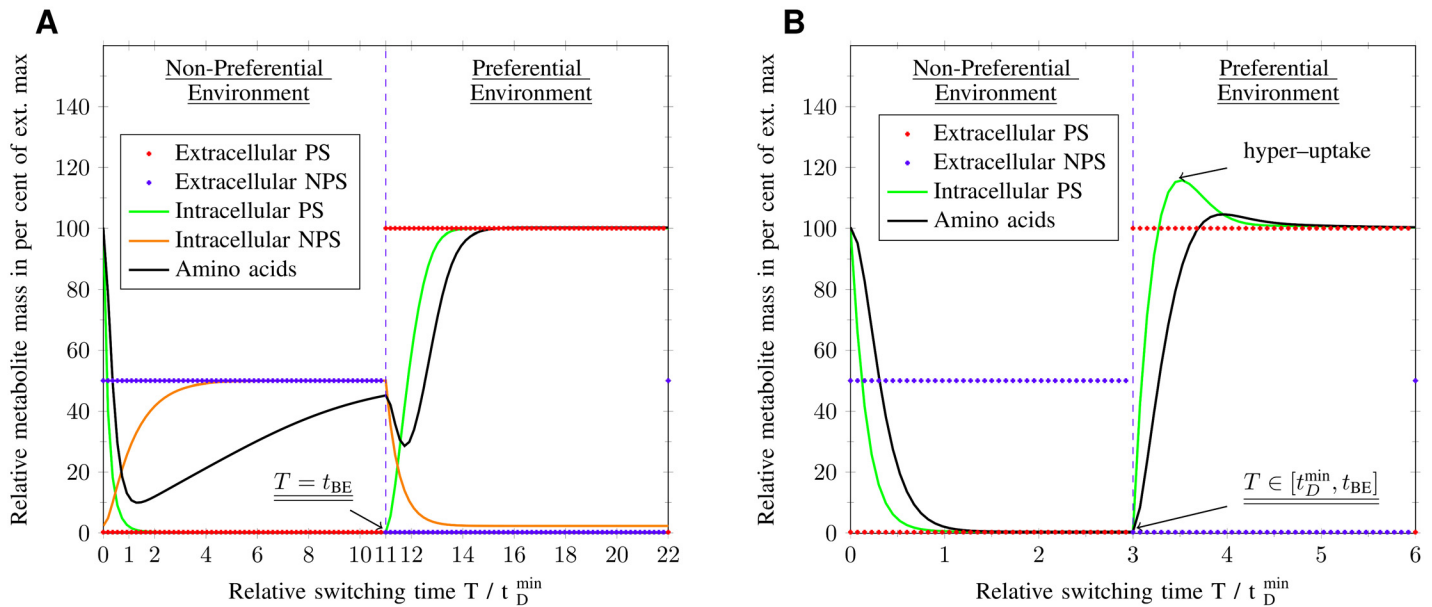 A
Relative metabolite mass in per cent of ext. max
140
120
100
80
60
40
20
0
Non-Preferential
Environment
Preferential
Environment
Extracellular PS
Extracellular NPS
Intracellular PS
Intracellular NPS
Amino acids
T = t_BE
0 1 2 4 6 8 10 11 12 14 16 18 20 22
Relative switching time T / t_D^min
B
Relative metabolite mass in per cent of ext. max
140
120
100
80
60
40
20
0
Non-Preferential
Environment
Preferential
Environment
Extracellular PS
Extracellular NPS
Intracellular PS
Amino acids
hyper–uptake
T ∈ [t_D^min, t_BE]
0 1 2 3 4 5 6
Relative switching time T / t_D^min